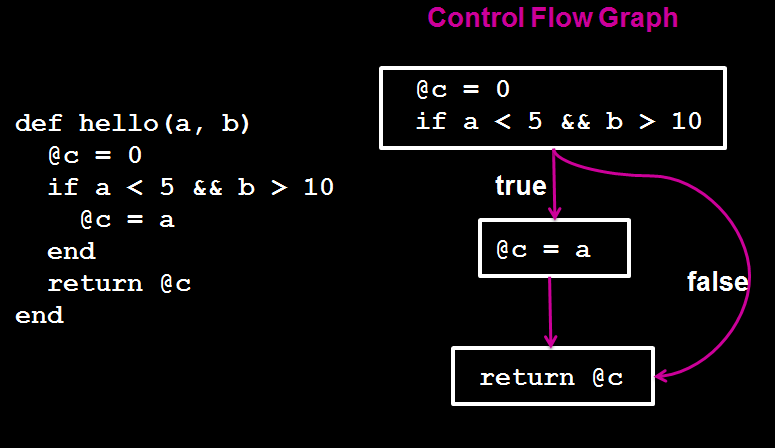 Control Flow Graph
def hello(a, b)
  @c = 0
  if a < 5 && b > 10
    @c = a
  end
  return @c
end
@c = 0
if a < 5 && b > 10
true
@c = a
false
return @c